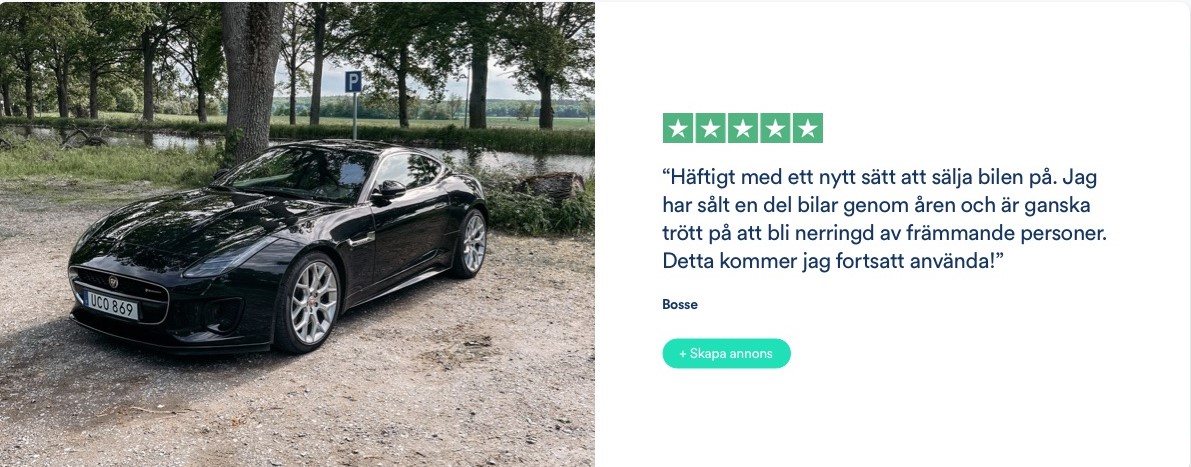 P
UCO 869
“Häftigt med ett nytt sätt att sälja bilen på. Jag
har sålt en del bilar genom åren och är ganska
trött på att bli nerringd av främmande personer.
Detta kommer jag fortsatt använda!”
Bosse
+ Skapa annons